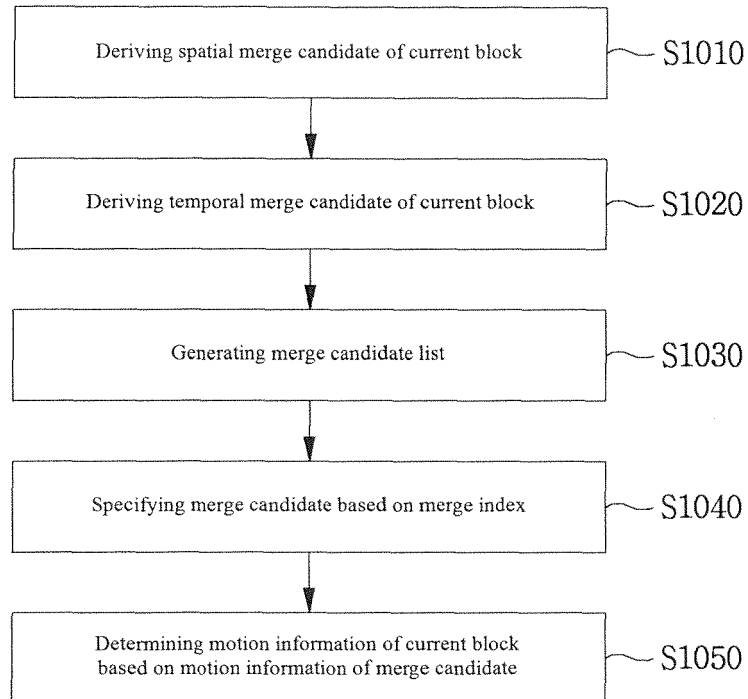 Deriving spatial merge candidate of current block
S1010
Deriving temporal merge candidate of current block
S1020
Generating merge candidate list
S1030
Specifying merge candidate based on merge index
S1040
Determining motion information of current block
based on motion information of merge candidate
S1050